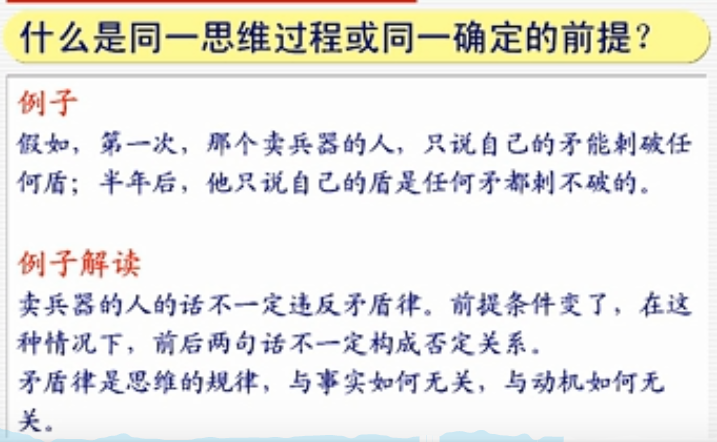 什么是同一思维过程或同一确定的前提？
例子
假如，第一次，那个卖兵器的人，只说自己的矛能刺破任
何盾；半年后，他只说自己的盾是任何矛都刺不破的。
例子解读
卖兵器的人的话不一定违反矛盾律。前提条件变了，在这
种情况下，前后两句话不一定构成否定关系。
矛盾律是思维的规律，与事实如何无关，与动机如何无
关。